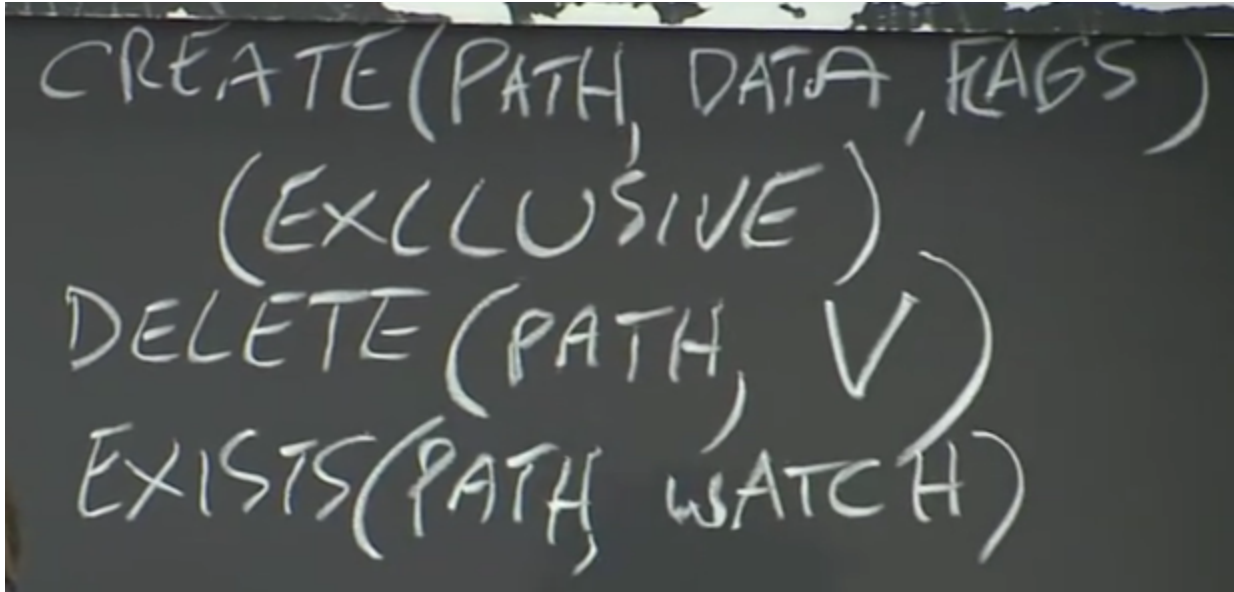 CREATE(PATH, DATA, FLAGS)
(EXCLUSIVE)
DELETE(PATH, V)
EXISTS(PATH, WATCH)